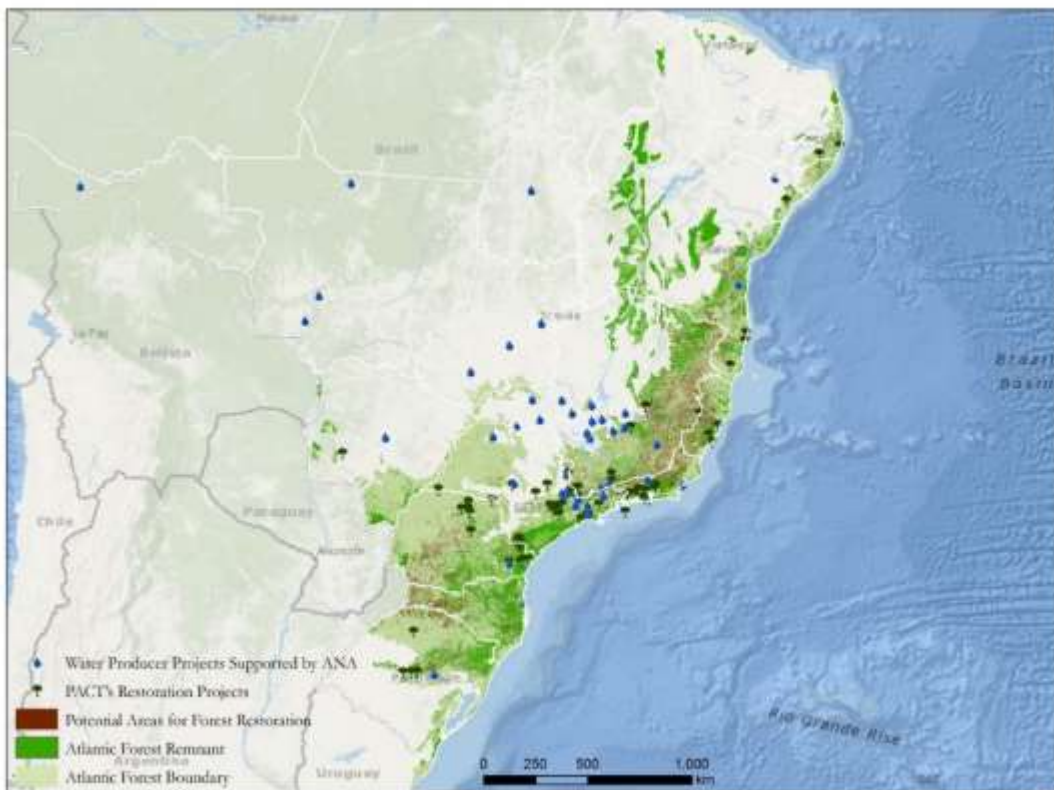 Brazil
Bolivia
Brazil
Basin
Chile
Paraguay
Water Producer Projects Supported by ANA
PACT's Restoration Projects
Potential Areas for Forest Restoration
Rio Grande Rise
Atlantic Forest Remnant
Argentina
Atlantic Forest Boundary
Uruguay
0 250 500 1,000
km